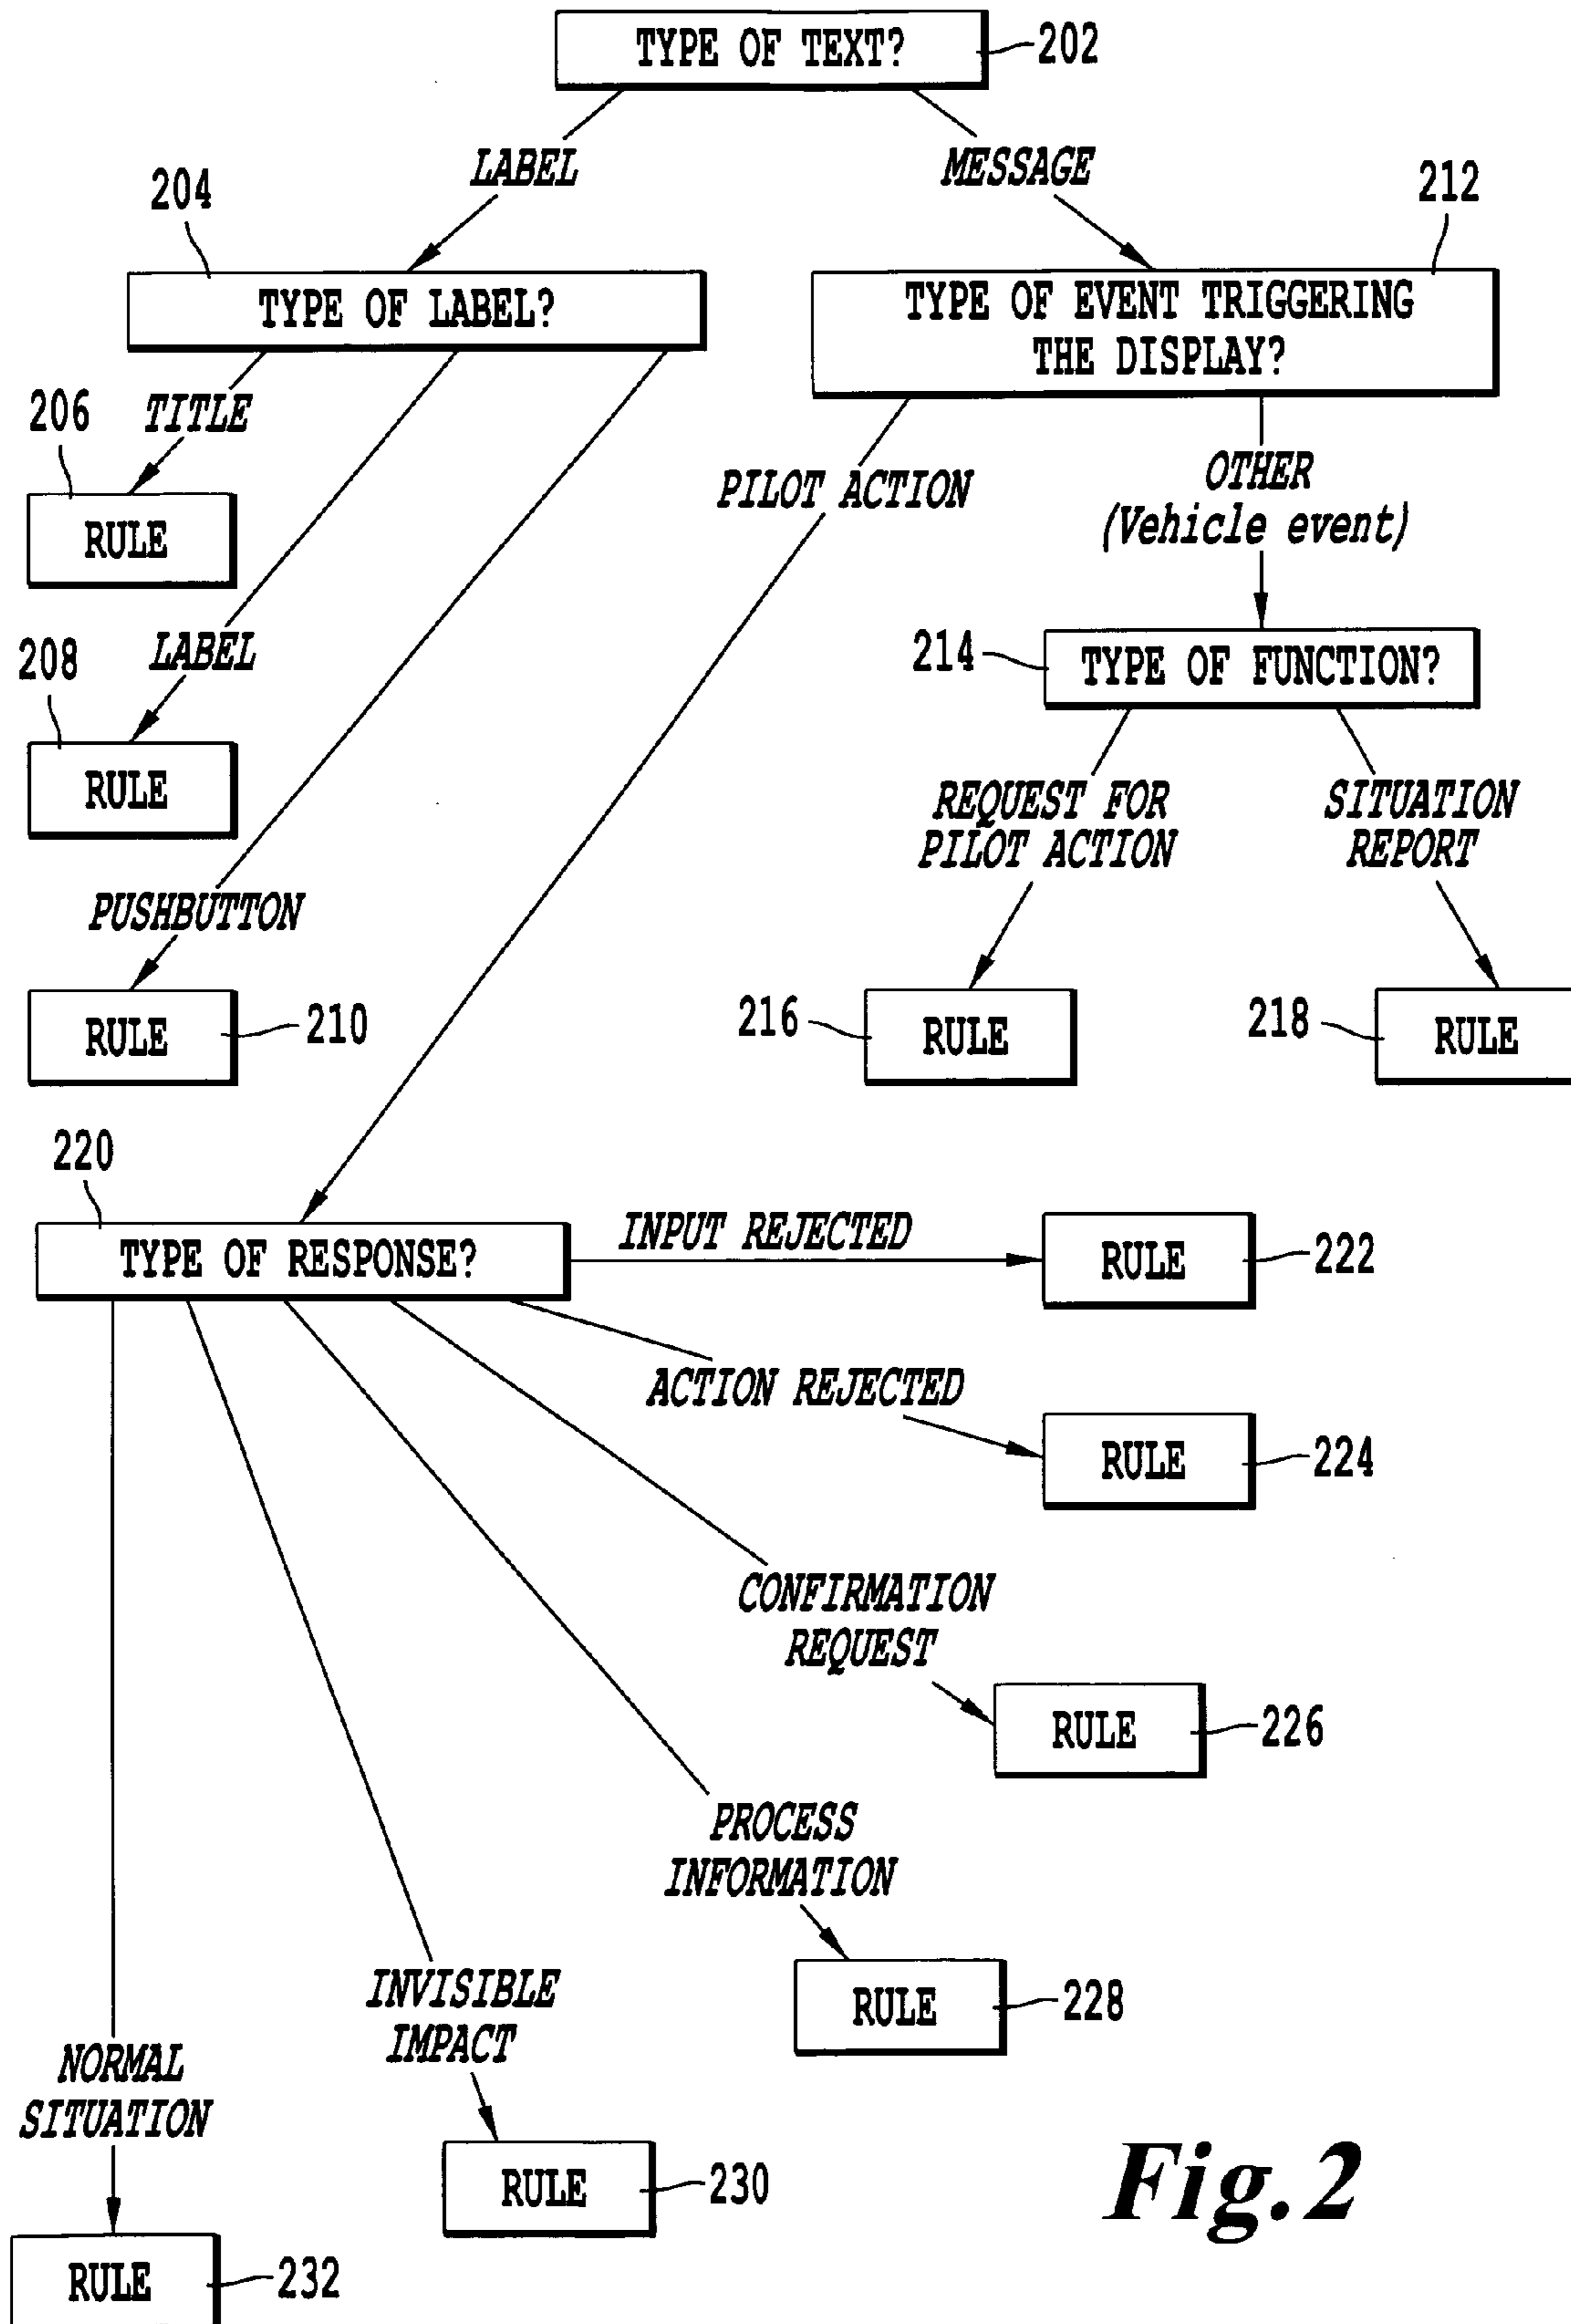 TYPE OF TEXT?
202
LABEL
MESSAGE
204
212
TYPE OF LABEL?
TYPE OF EVENT TRIGGERING
THE DISPLAY?
206
TITLE
RULE
PILOT ACTION
OTHER
(Vehicle event)
208
LABEL
RULE
214
TYPE OF FUNCTION?
REQUEST FOR
PILOT ACTION
SITUATION
REPORT
PUSHBUTTON
RULE
210
216
RULE
218
RULE
220
TYPE OF RESPONSE?
INPUT REJECTED
RULE
222
ACTION REJECTED
RULE
224
CONFIRMATION
REQUEST
RULE
226
PROCESS
INFORMATION
RULE
228
INVISIBLE
IMPACT
RULE
230
NORMAL
SITUATION
RULE
232
Fig. 2